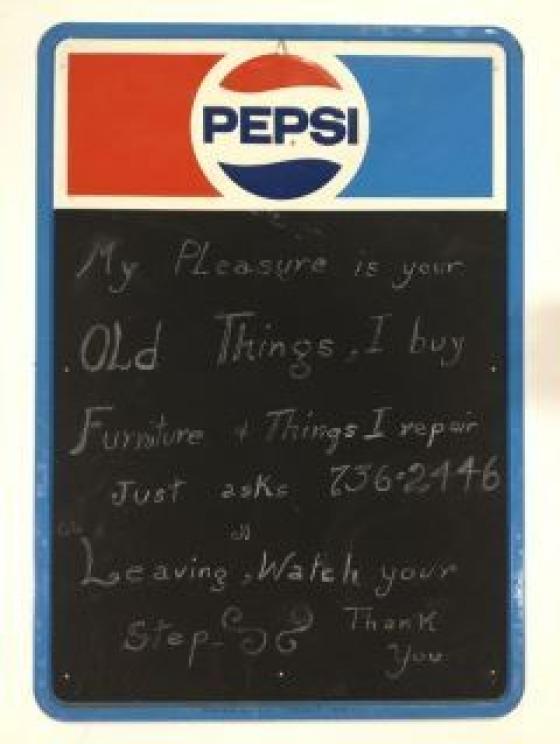 PEPSI
My PLeasure is your
OLd Things, I buy
Furniture + Things I repair
Just asks 736-2446
Leaving, Watch your
Step Thank
You